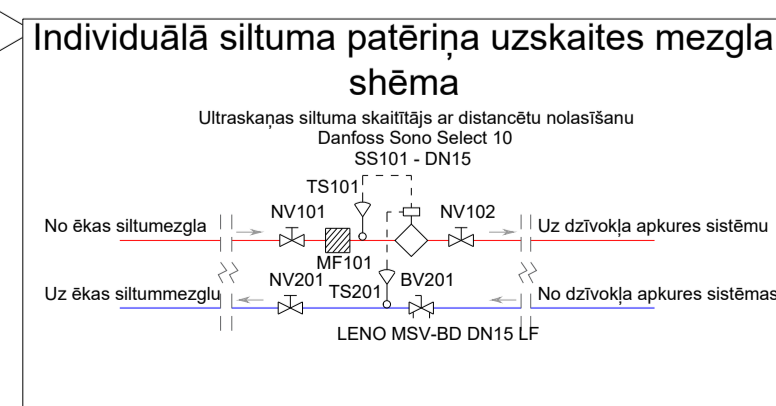 Individuālā siltuma patēriņa uzskaites mezgla
shēma
Ultraskaņas siltuma skaitītājs ar distancētu nolasīšanu
Danfoss Sono Select 10
SS101 - DN15
TS101
NV101
NV102
No ēkas siltumezgla
Uz dzīvokļa apkures sistēmu
MF101
NV201
TS201
BV201
Uz ēkas siltummezglu
No dzīvokļa apkures sistēmas
LENO MSV-BD DN15 LF